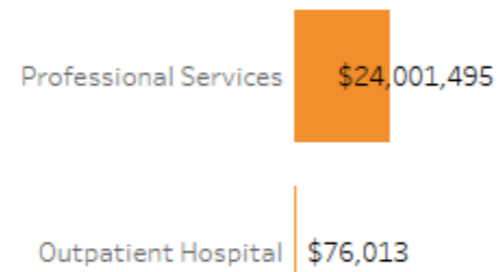 Professional Services $24,001,495
Outpatient Hospital $76,013